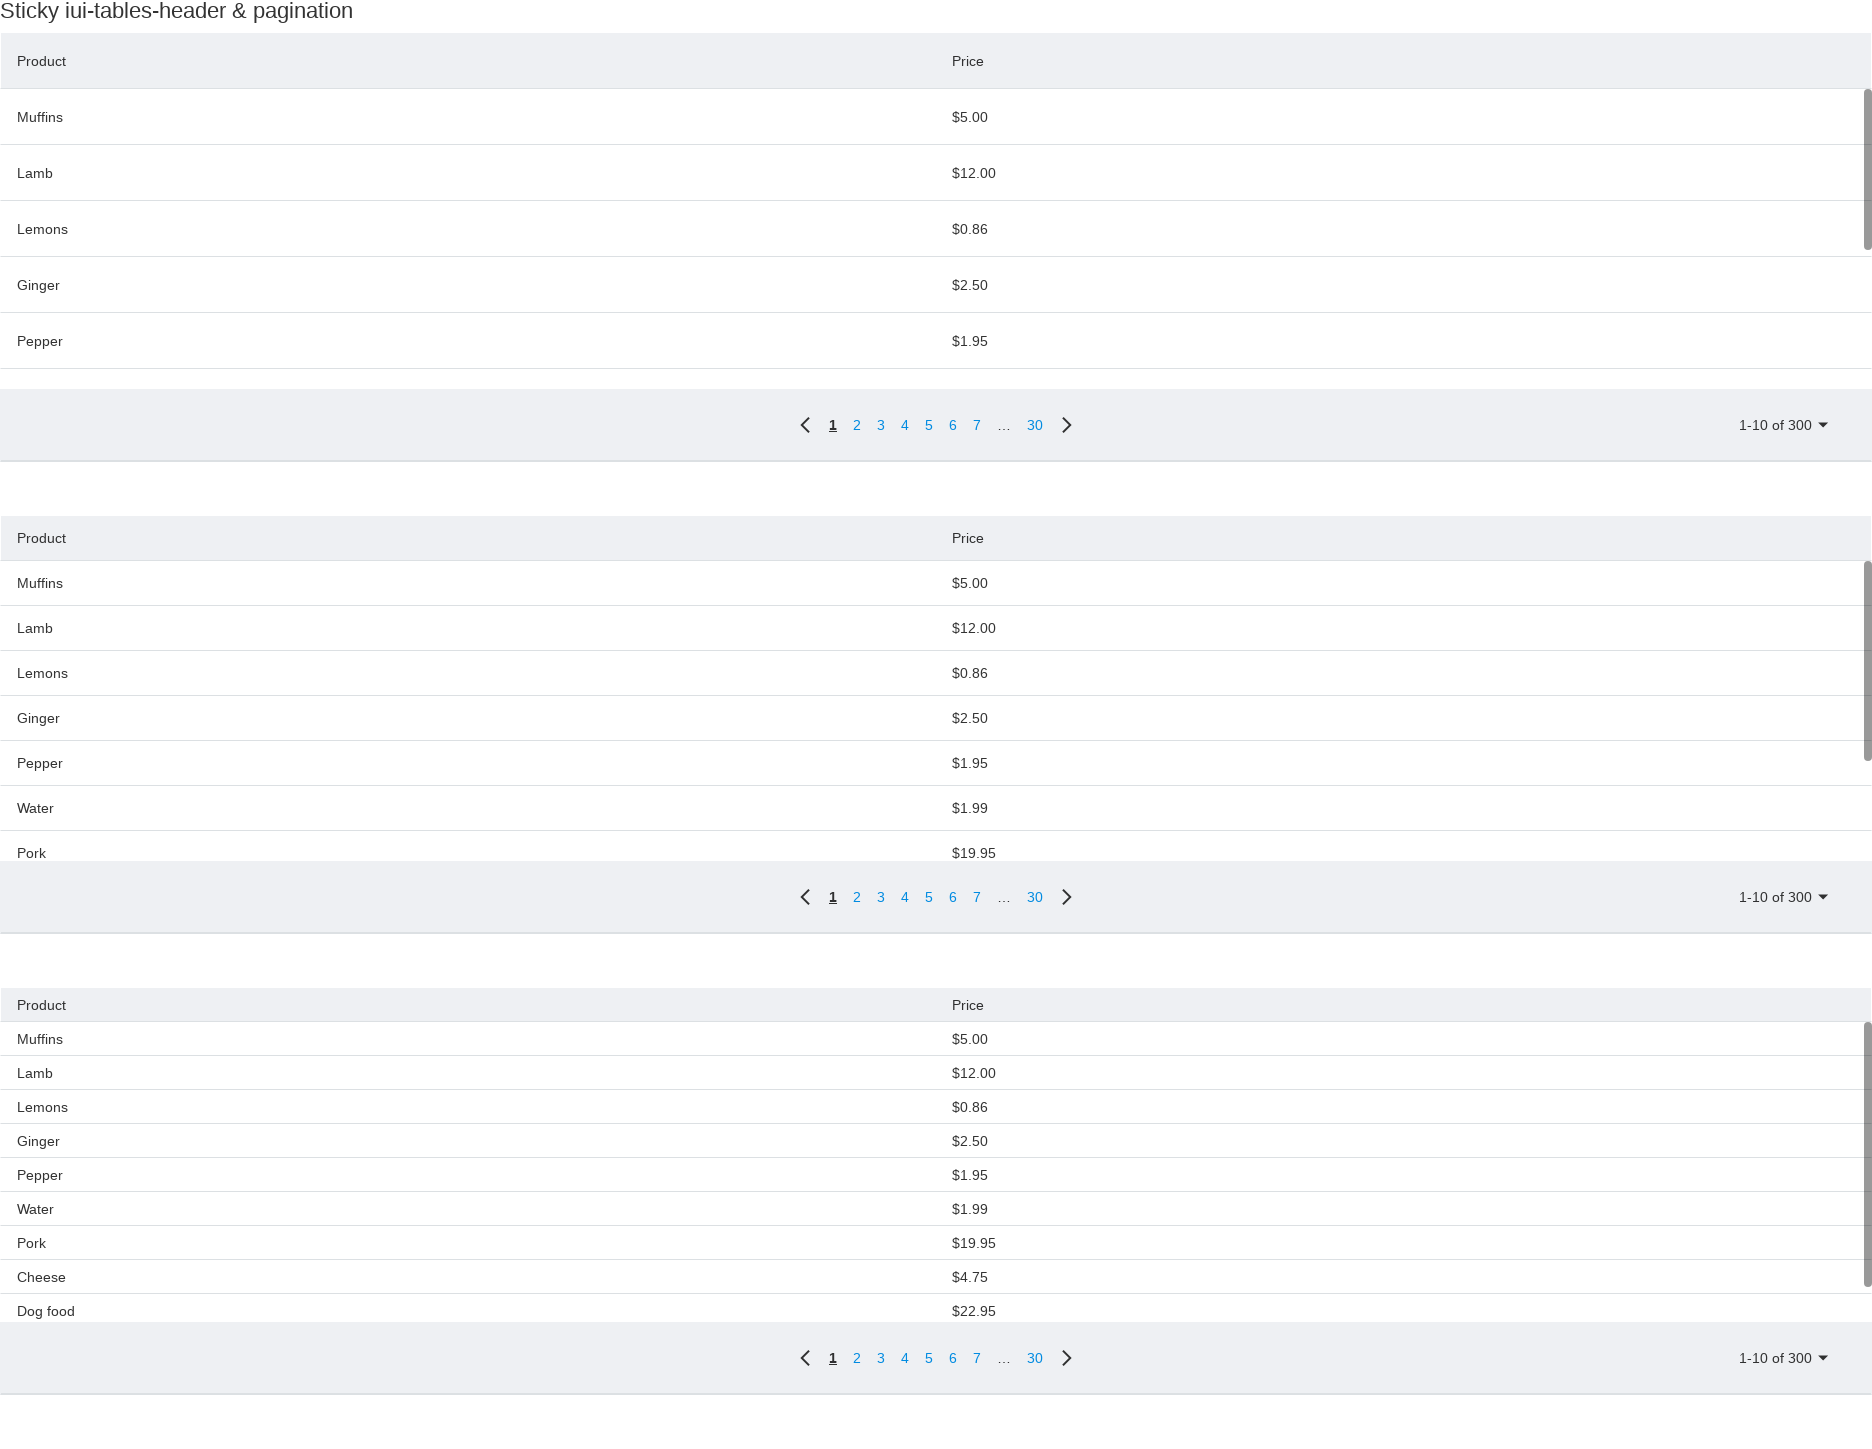 Sticky iui-tables-header & pagination
Product Price
Muffins $5.00
Lamb $12.00
Lemons $0.86
Ginger $2.50
Pepper $1.95
1 2 3 4 5 6 7 ... 30 1-10 of 300
Product Price
Muffins $5.00
Lamb $12.00
Lemons $0.86
Ginger $2.50
Pepper $1.95
Water $1.99
Pork $19.95
1 2 3 4 5 6 7 ... 30 1-10 of 300
Product Price
Muffins $5.00
Lamb $12.00
Lemons $0.86
Ginger $2.50
Pepper $1.95
Water $1.99
Pork $19.95
Cheese $4.75
Dog food $22.95
1 2 3 4 5 6 7 ... 30 1-10 of 300